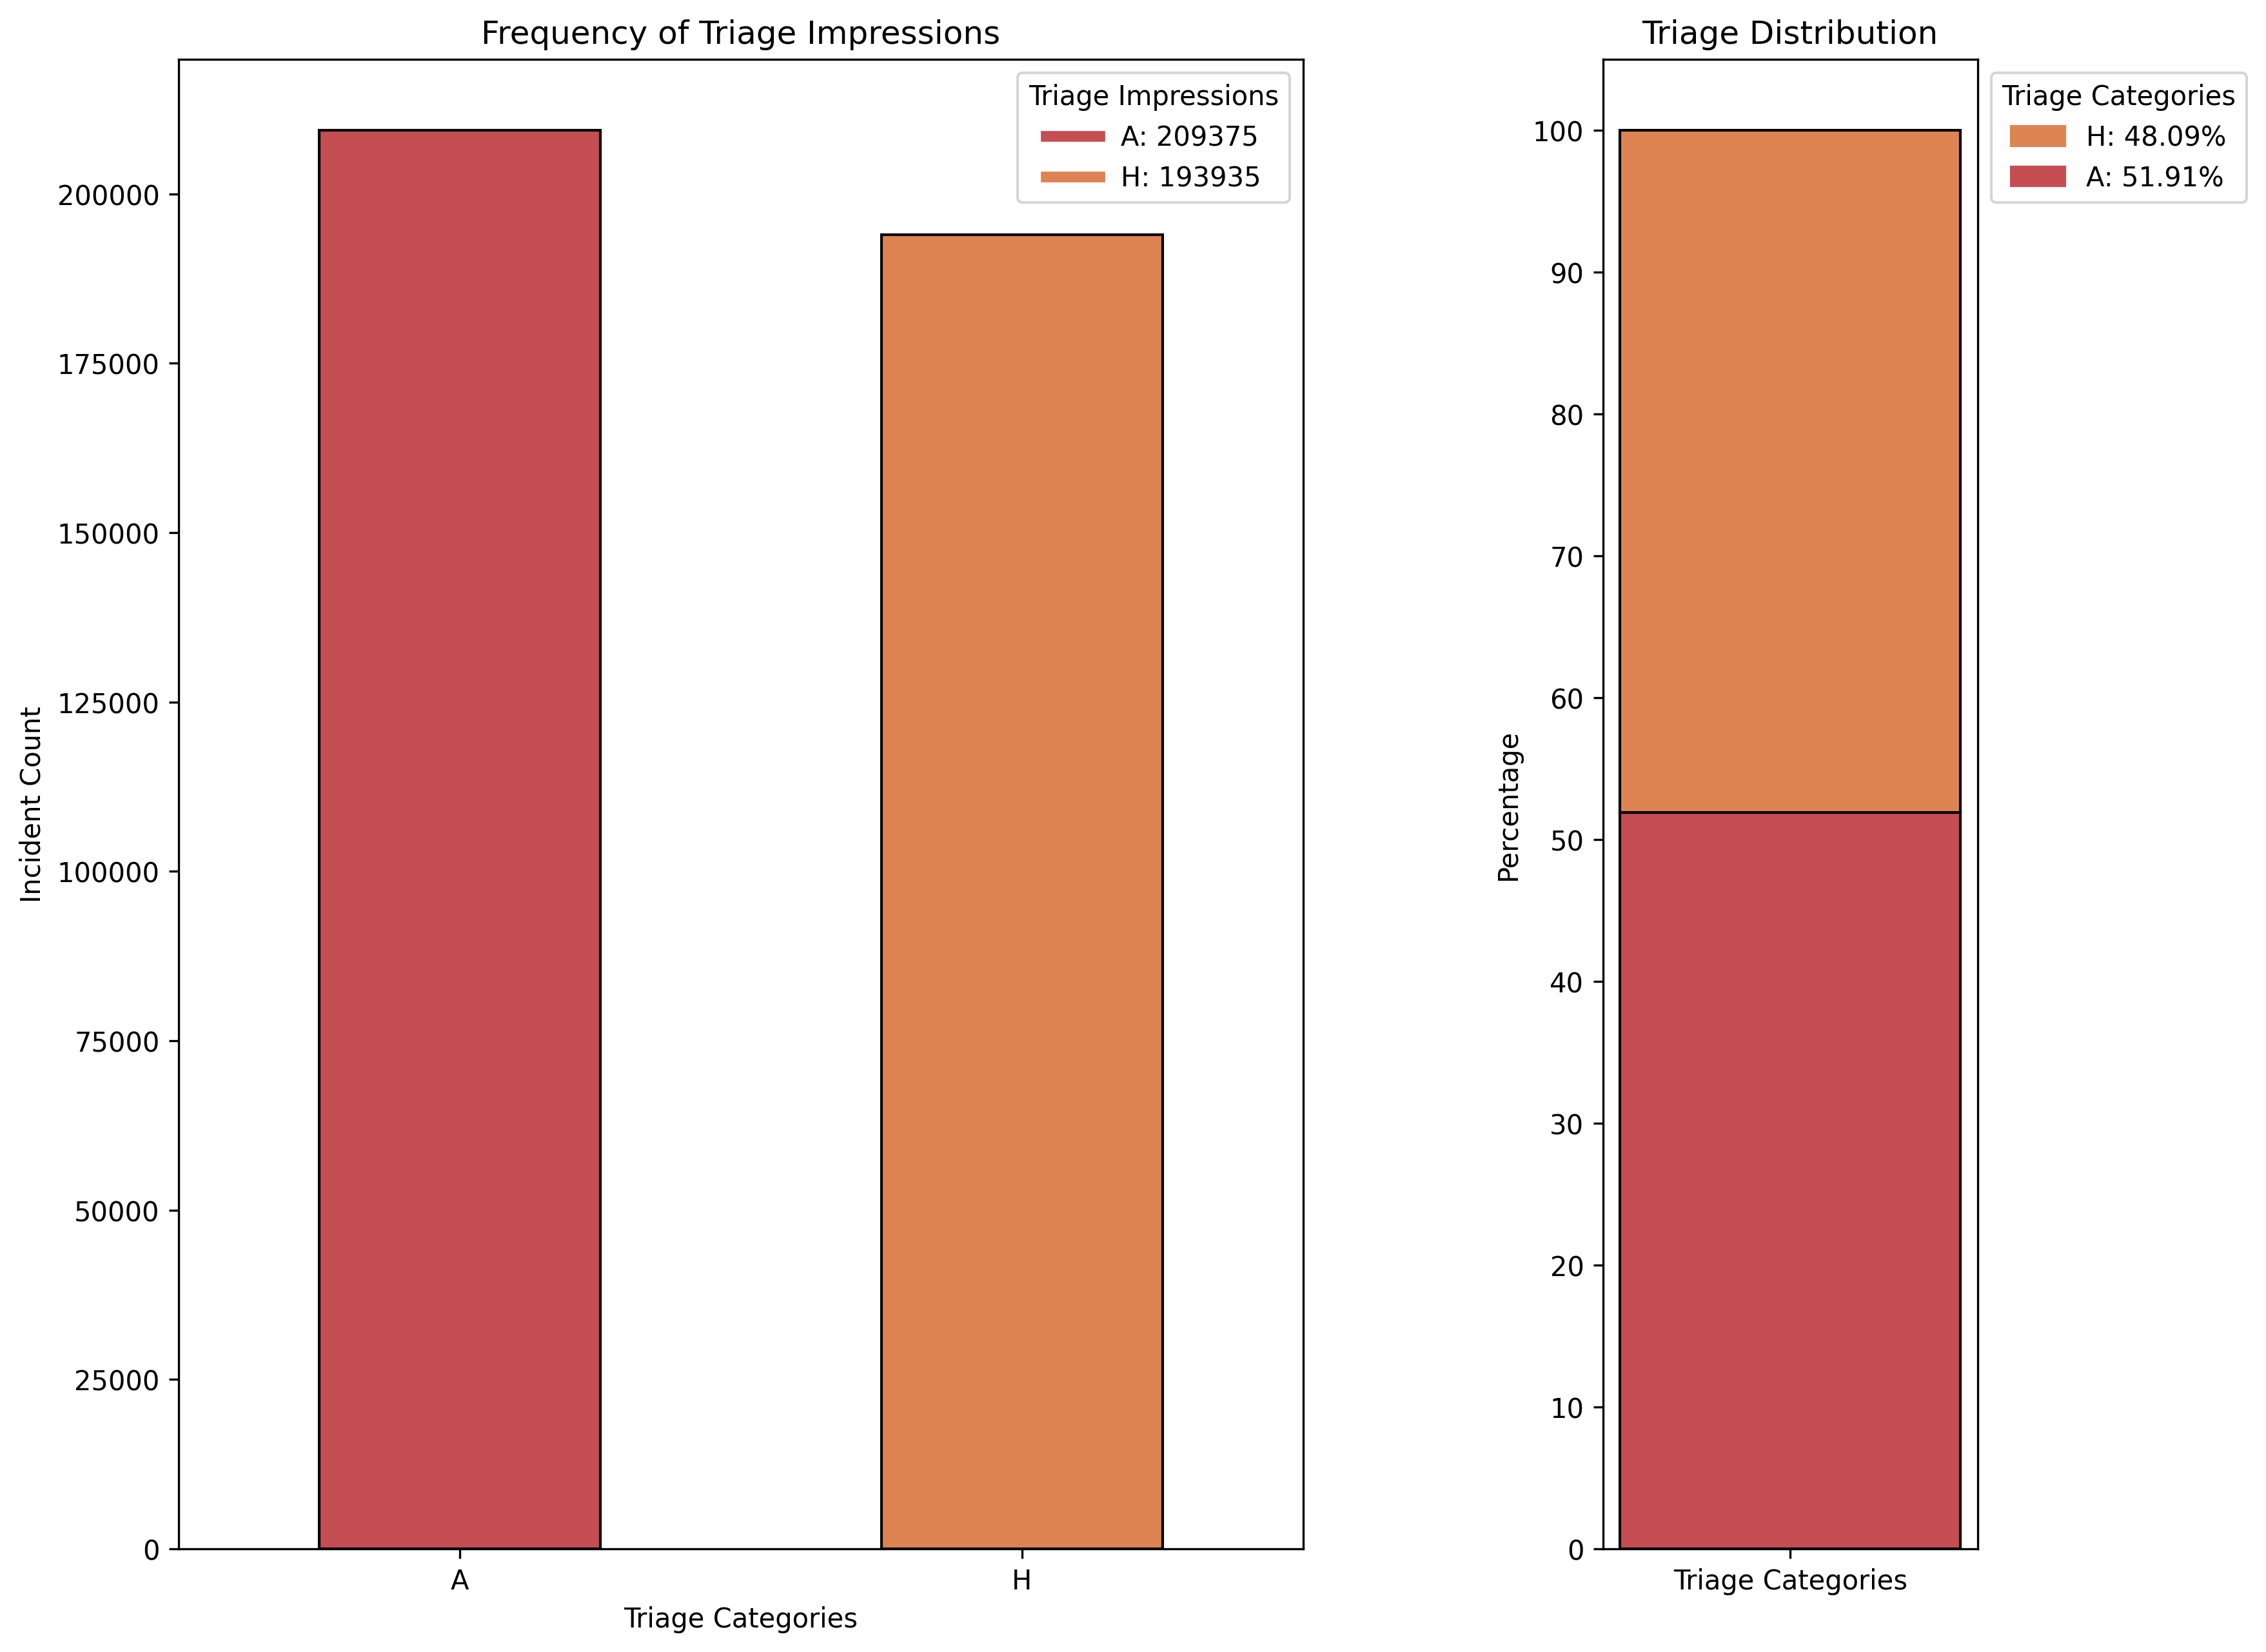 Frequency of Triage Impressions
Triage Impressions
A: 209375
H: 193935
200000
175000
150000
125000
100000
75000
50000
25000
0
Incident Count
A
H
Triage Categories
Triage Distribution
Triage Categories
H: 48.09%
A: 51.91%
100
90
80
70
60
50
40
30
20
10
0
Percentage
Triage Categories